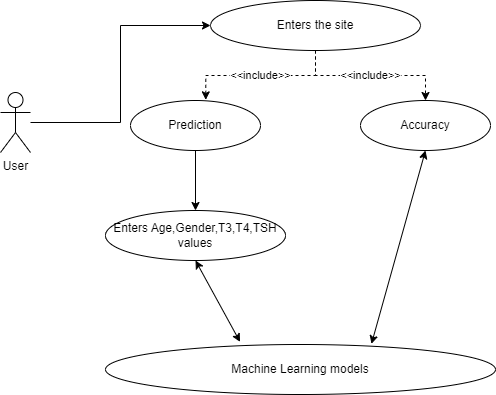 Enters the site
<<include>>
<<include>>
Prediction
Accuracy
User
Enters Age,Gender,T3,T4,TSH
values
Machine Learning models